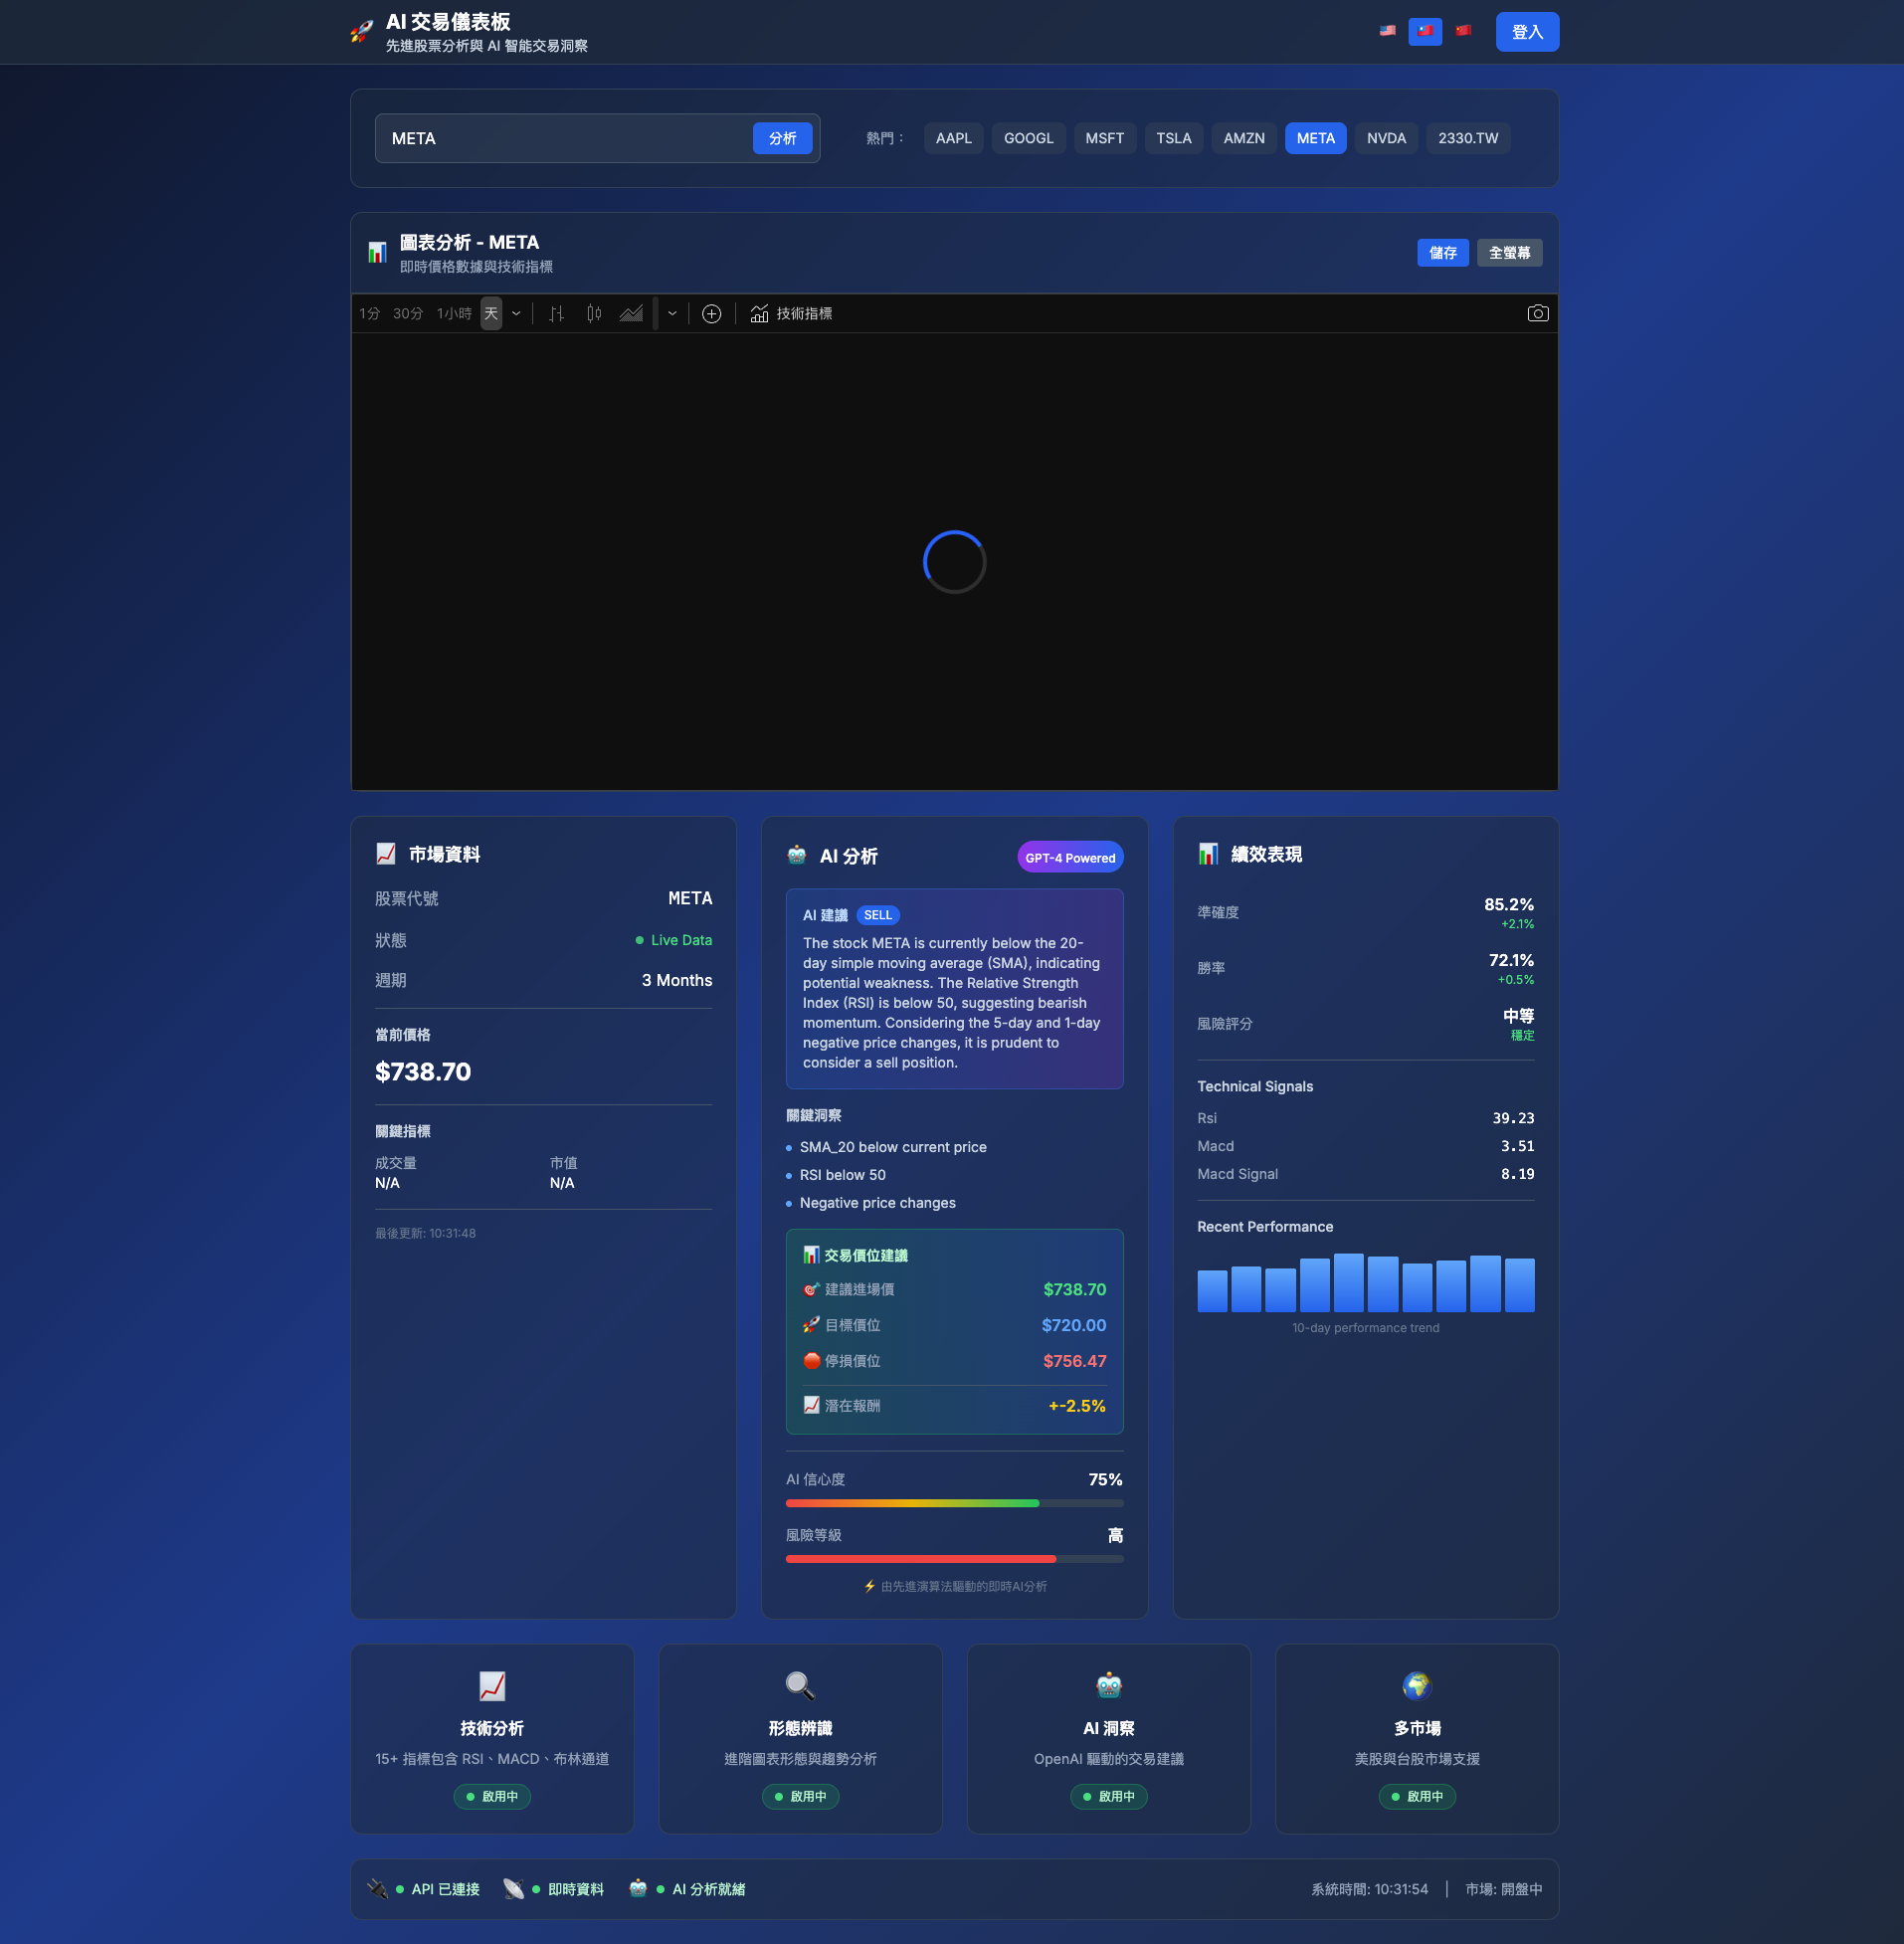 AI 交易儀表板
先進股票分析與 AI 智能交易洞察
登入
META
分析
熱門：
AAPL
GOOGL
MSFT
TSLA
AMZN
META
NVDA
2330.TW
圖表分析 - META
即時價格數據與技術指標
儲存
全螢幕
1分
30分
1小時
天
技術指標
市場資料
股票代號
META
狀態
Live Data
週期
3 Months
當前價格
$738.70
關鍵指標
成交量
市值
N/A
N/A
最後更新: 10:31:48
AI 分析
GPT-4 Powered
AI 建議
SELL
The stock META is currently below the 20-
day simple moving average (SMA), indicating
potential weakness. The Relative Strength
Index (RSI) is below 50, suggesting bearish
momentum. Considering the 5-day and 1-day
negative price changes, it is prudent to
consider a sell position.
關鍵洞察
SMA_20 below current price
RSI below 50
Negative price changes
交易價位建議
建議進場價
$738.70
目標價位
$720.00
停損價位
$756.47
潛在報酬
+-2.5%
AI 信心度
75%
風險等級
高
⚡ 由先進演算法驅動的即時AI分析
績效表現
準確度
85.2%
+2.1%
勝率
72.1%
+0.5%
風險評分
中等
穩定
Technical Signals
Rsi
39.23
Macd
3.51
Macd Signal
8.19
Recent Performance
10-day performance trend
技術分析
15+ 指標包含 RSI、MACD、布林通道
啟用中
形態辨識
進階圖表形態與趨勢分析
啟用中
AI 洞察
OpenAI 驅動的交易建議
啟用中
多市場
美股與台股市場支援
啟用中
API 已連接
即時資料
AI 分析就緒
系統時間: 10:31:54
市場: 開盤中